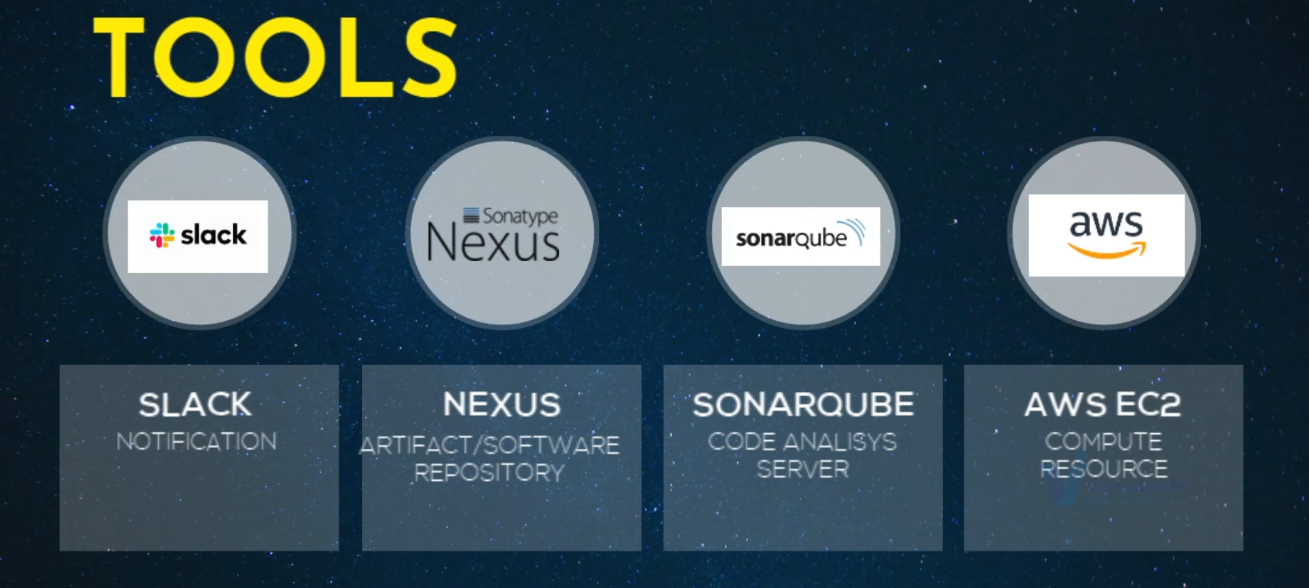 TOOLS
slack
Sonatype
Nexus
sonarqube
aws
SLACK
NOTIFICATION
NEXUS
ARTIFACT/SOFTWARE
REPOSITORY
SONARQUBE
CODE ANALISYS
SERVER
AWS EC2
COMPUTE
RESOURCE